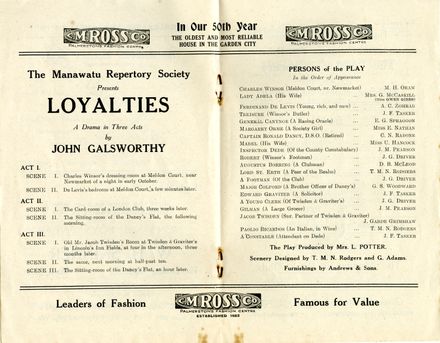 C.M.ROSS Co
PALMERSTON'S FASHION CENTRE
In Our 50th Year
THE OLDEST AND MOST RELIABLE
HOUSE IN THE GARDEN CITY
C.M.ROSS Co
PALMERSTON'S FASHION CENTRE
The Manawatu Repertory Society
Presents
LOYALTIES
A Drama in Three Acts
by
JOHN GALSWORTHY
ACT I.
SCENE I. Charles Winsor's dressing room at Meldon Court, near
Newmarket of a night in early October.
SCENE II. De Levis's bedroom at Meldon Court, a few minutes later.
ACT II.
SCENE I. The Card room of a London Club, three weeks later.
SCENE II. The Sitting-room of the Dancy's Flat, the following
morning.
ACT III.
SCENE I. Old Mr. Jacob Twisden's Room at Twisden & Graviter's
in Lincoln's Inn Fields, at four in the afternoon, three
months later.
SCENE II. The same, next morning at half-past ten.
SCENE III. The Sitting-room of the Dancy's Flat, an hour later.
PERSONS of the PLAY
In the Order of Appearance
CHARLES WINSOR (Meldon Court, nr. Newmarket) M. H. ORAM
LADY ADELA (His Wife) MRS. G. MCCASKILL
FERDINAND DE LEVIS (Young, rich, and new) A. C. ZOHRAB
TREISURE (Winsor's Butler) J. F. TASKER
GENERAL CANYNGE (A Racing Oracle) E. G. SPRAGGON
MARGARET ORME (A Society Girl) MISS E. NATHAN
CAPTAIN RONALD DANCY, D.S.O. (Retired) C. N. RADONE
MABEL (His Wife) MISS U. HANCOCK
INSPECTOR DEDE (Of the County Constabulary) J. M. PEARSON
ROBERT (Winsor's Footman) J. G. DRIVER
AUGUSTUS BORRING (A Clubman) D. R. MCLEOD
LORD ST. ERTH (A Peer of the Realm) T. M. N. RODGERS
A FOOTMAN (Of the Club) J. G. DRIVER
MAJOR COLFORD (A Brother Officer of Dancy's) G. S. WOODWARD
EDWARD GRAVITER (A Solicitor) J. F. TASKER
A YOUNG CLERK (Of Twisden & Graviter's) J. G. DRIVER
GILMAN (A Large Grocer) J. M. PEARSON
JACOB TWISDEN (Snr. Partner of Twisden & Graviter)
J. GARDE GRIMSHAW
PAOLIO RICARDOS (An Italian, in Wine) T. M. N. RODGERS
A CONSTABLE (Attendant on Dede) J. F. TASKER
The Play Produced by Mrs. L. POTTER.
Scenery Designed by T. M. N. Rodgers and G. Adams.
Furnishings by Andrews & Sons.
Leaders of Fashion
C.M.ROSS Co
PALMERSTON'S FASHION CENTRE
ESTABLISHED 1883
Famous for Value